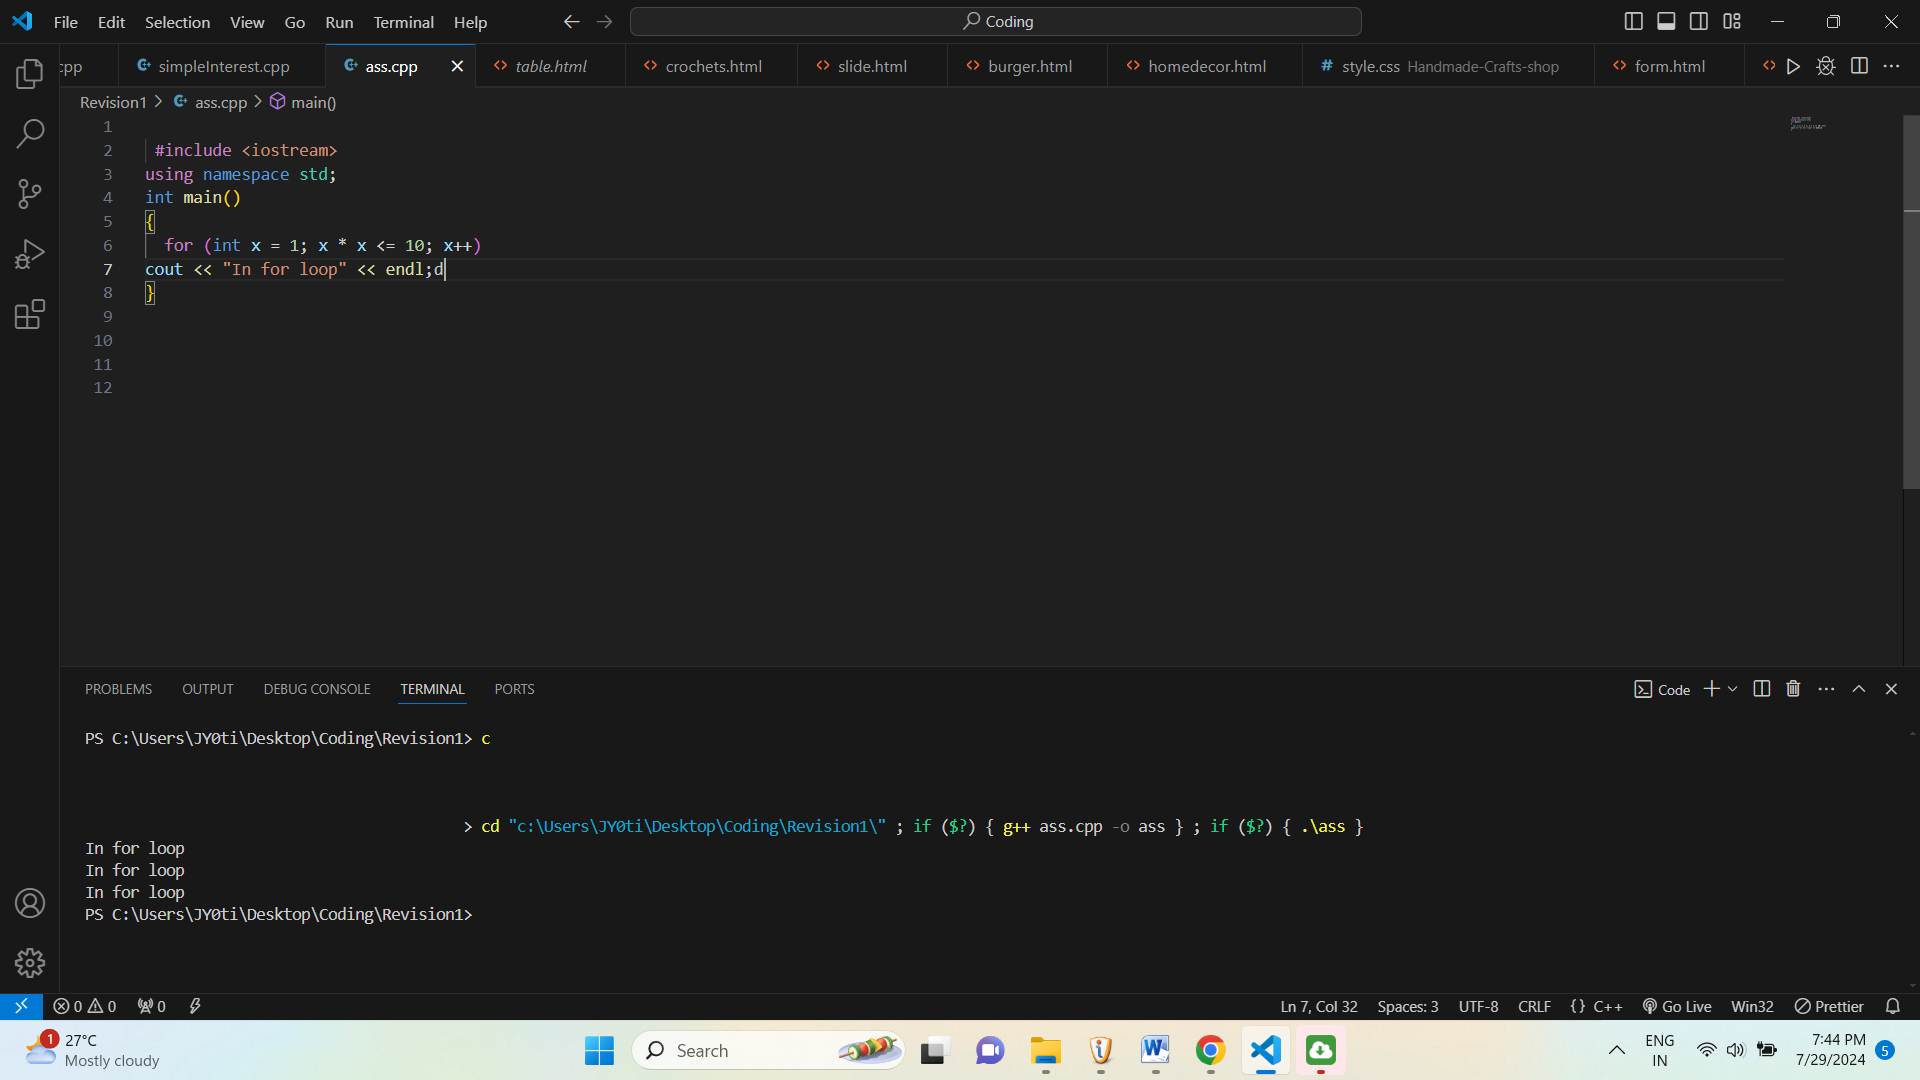 File Edit Selection View Go Run Terminal Help
Coding
cpp simpleInterest.cpp ass.cpp table.html crochets.html slide.html burger.html homedecor.html # style.css Handmade-Crafts-shop form.html
Revision1 > ass.cpp > main()
1
2 #include <iostream>
3 using namespace std;
4 int main()
5 {
6 for (int x = 1; x * x <= 10; x++)
7 cout << "In for loop" << endl;d
8 }
9
10
11
12
PROBLEMS OUTPUT DEBUG CONSOLE TERMINAL PORTS
Code
PS C:\Users\JY0ti\Desktop\Coding\Revision1> c
> cd "c:\Users\JY0ti\Desktop\Coding\Revision1\" ; if ($?) { g++ ass.cpp -o ass } ; if ($?) { .\ass }
In for loop
In for loop
In for loop
PS C:\Users\JY0ti\Desktop\Coding\Revision1>
0 0 0
Ln 7, Col 32 Spaces: 3 UTF-8 CRLF {} C++ Go Live Win32 Prettier
1 27°C
Mostly cloudy
Search
ENG
IN
7:44 PM
7/29/2024
5